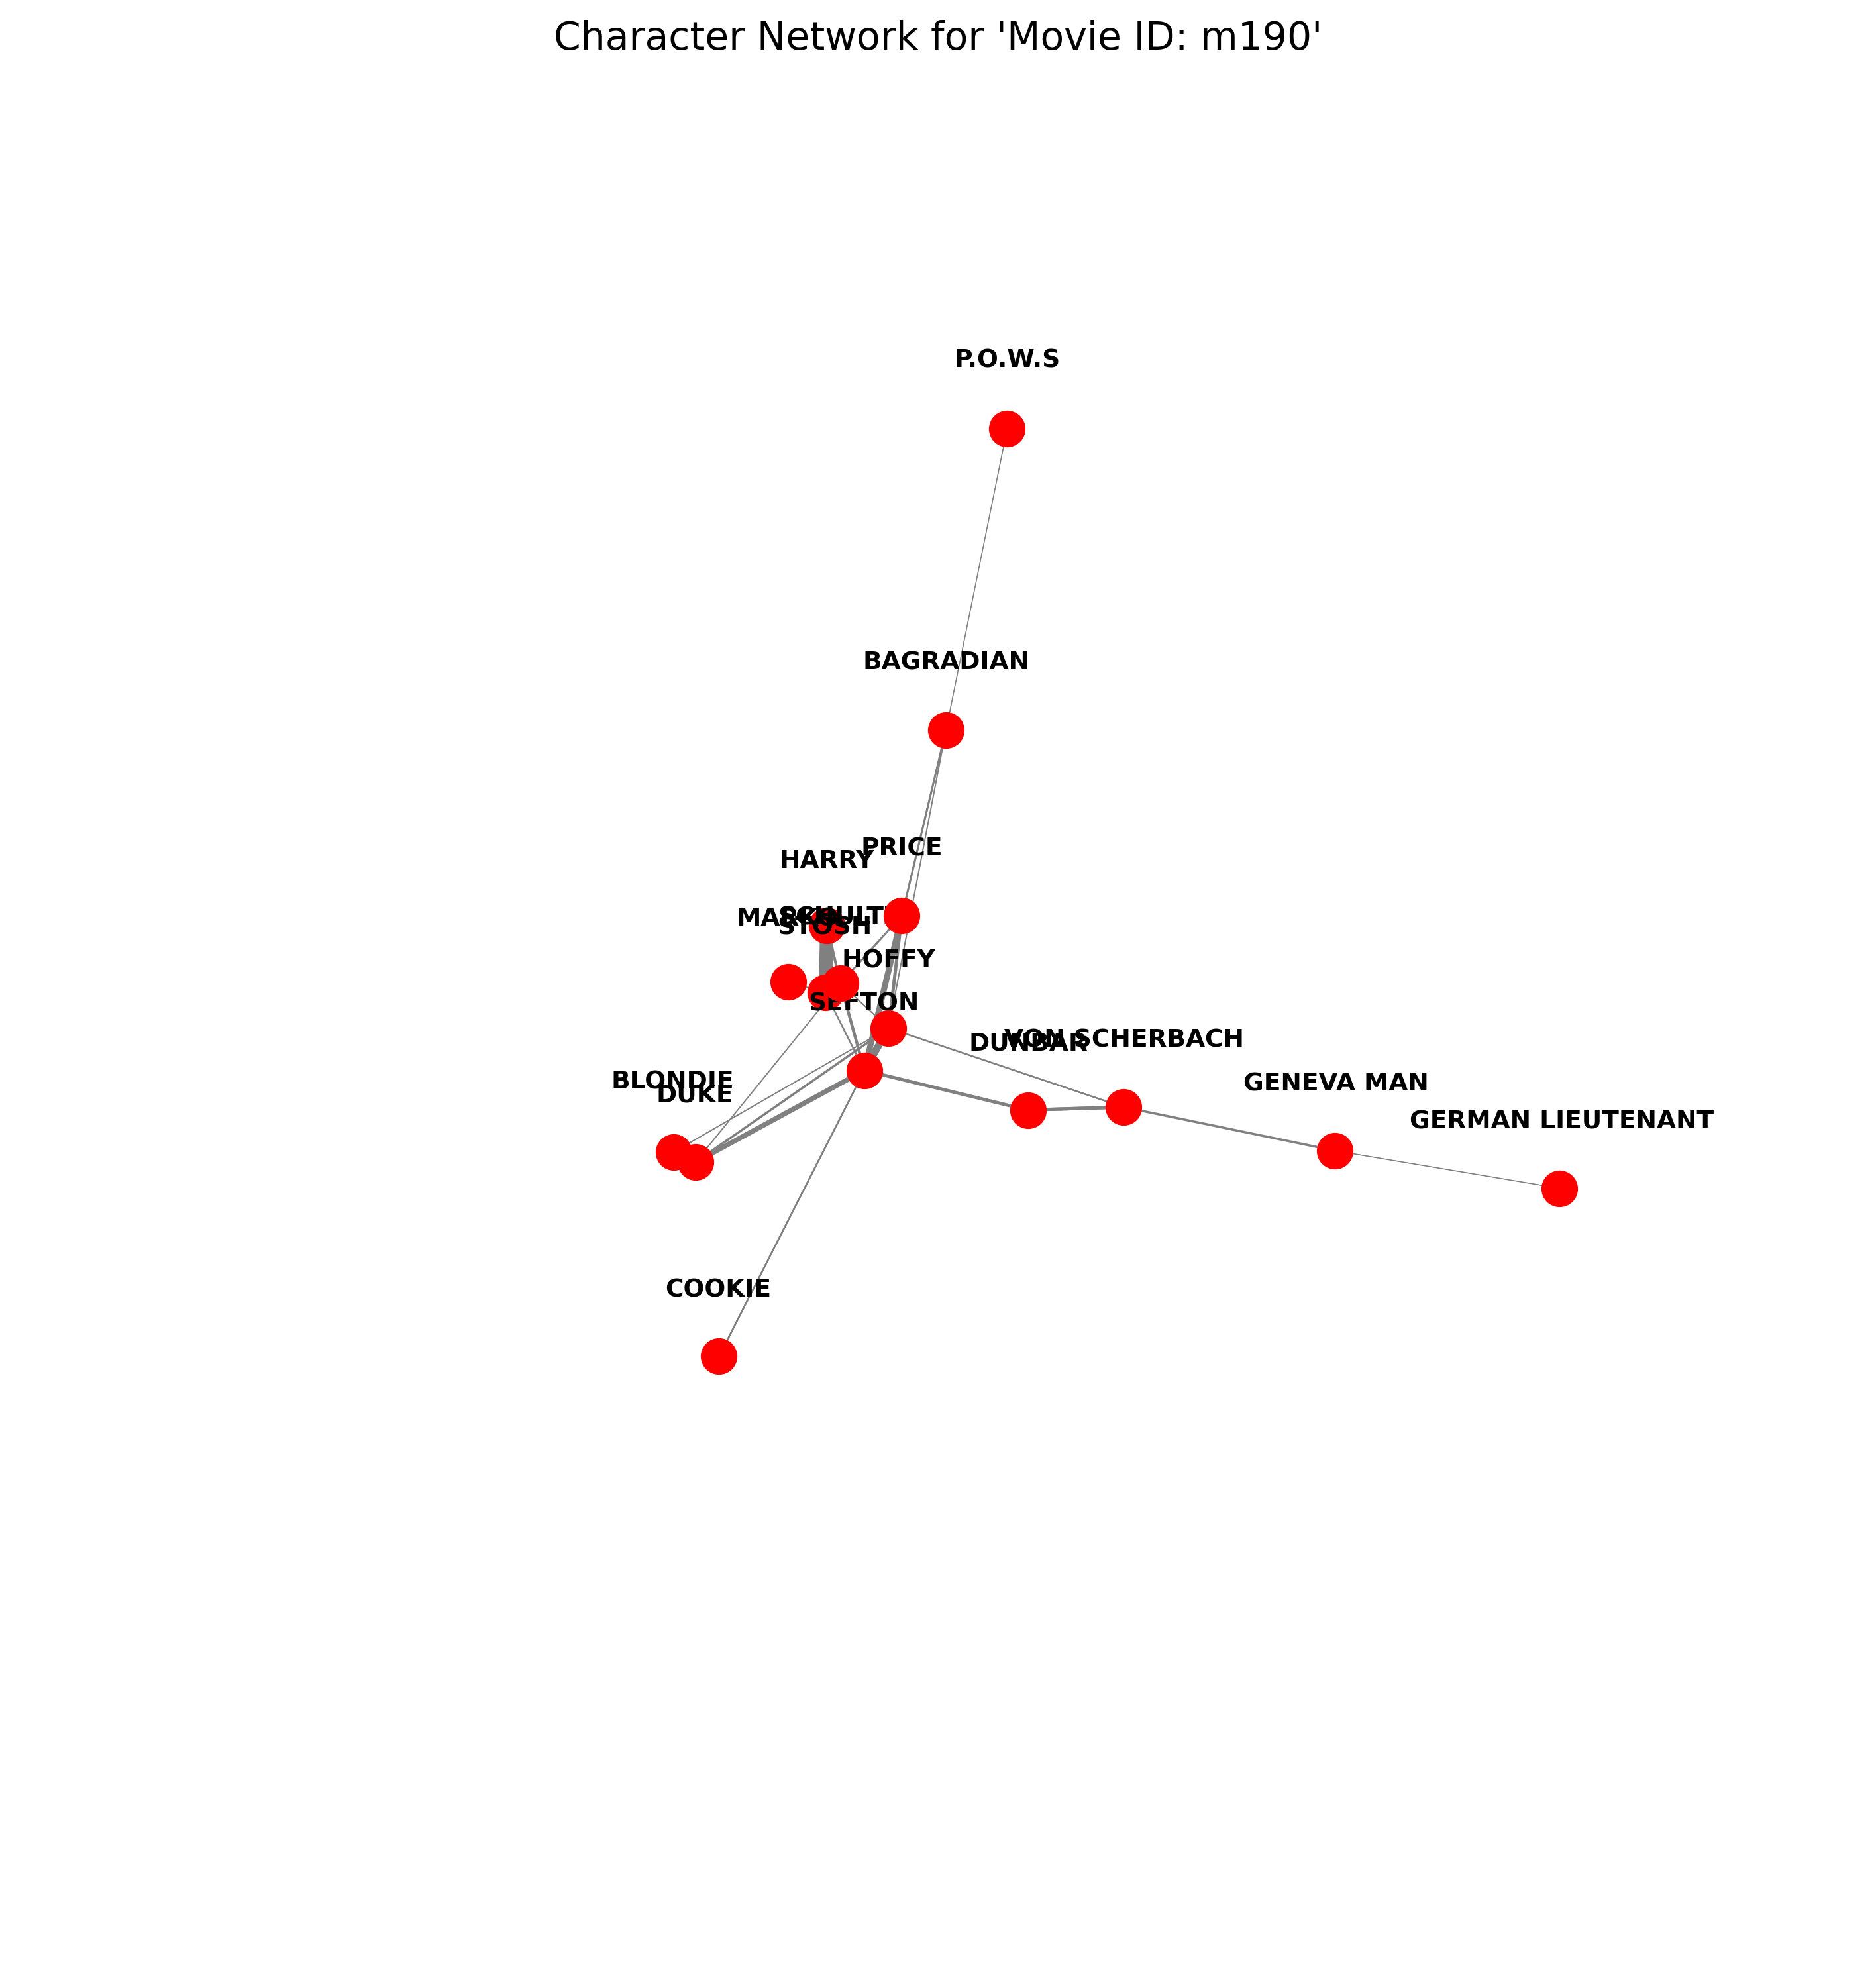 Character Network for 'Movie ID: m190'
P.O.W.S
BAGRADIAN
PRICE
HARRY
STOSH
HOFFY
SEFTON
DUNBAR
VON SCHERBACH
BLONDIE
DUKE
GENEVA MAN
GERMAN LIEUTENANT
COOKIE